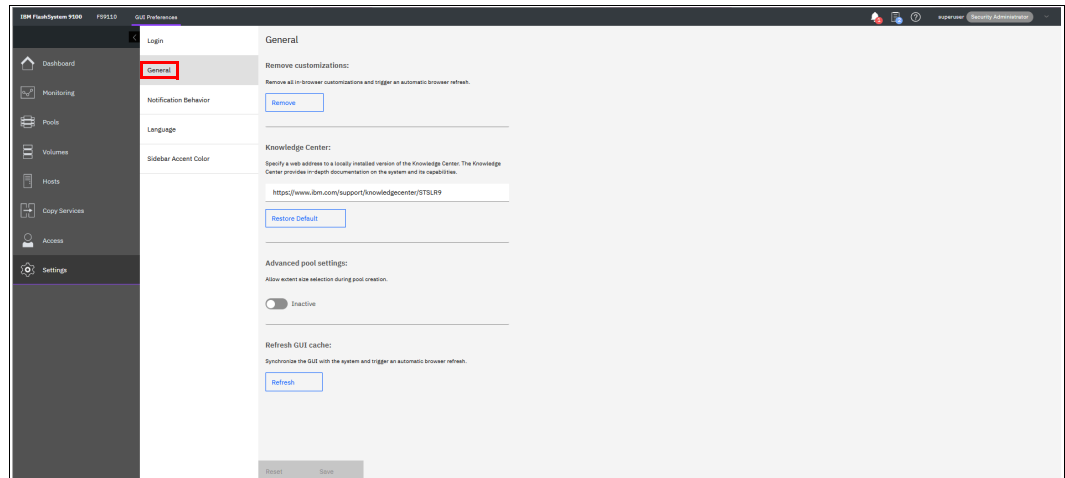 IBM FlashSystem 9100 FS9110 GUI Preferences
superuser Security Administrator
Dashboard
Monitoring
Pools
Volumes
Hosts
Copy Services
Access
Settings
Login
General
Notification Behavior
Language
Sidebar Accent Color
General
Remove customizations:
Remove all in-browser customizations and trigger an automatic browser refresh.
Remove
Knowledge Center:
Specify a web address to a locally installed version of the Knowledge Center. The Knowledge
Center provides in-depth documentation on the system and its capabilities.
https://www.ibm.com/support/knowledgecenter/STSLR9
Restore Default
Advanced pool settings:
Allow extent size selection during pool creation.
Inactive
Refresh GUI cache:
Synchronize the GUI with the system and trigger an automatic browser refresh.
Refresh
Reset Save